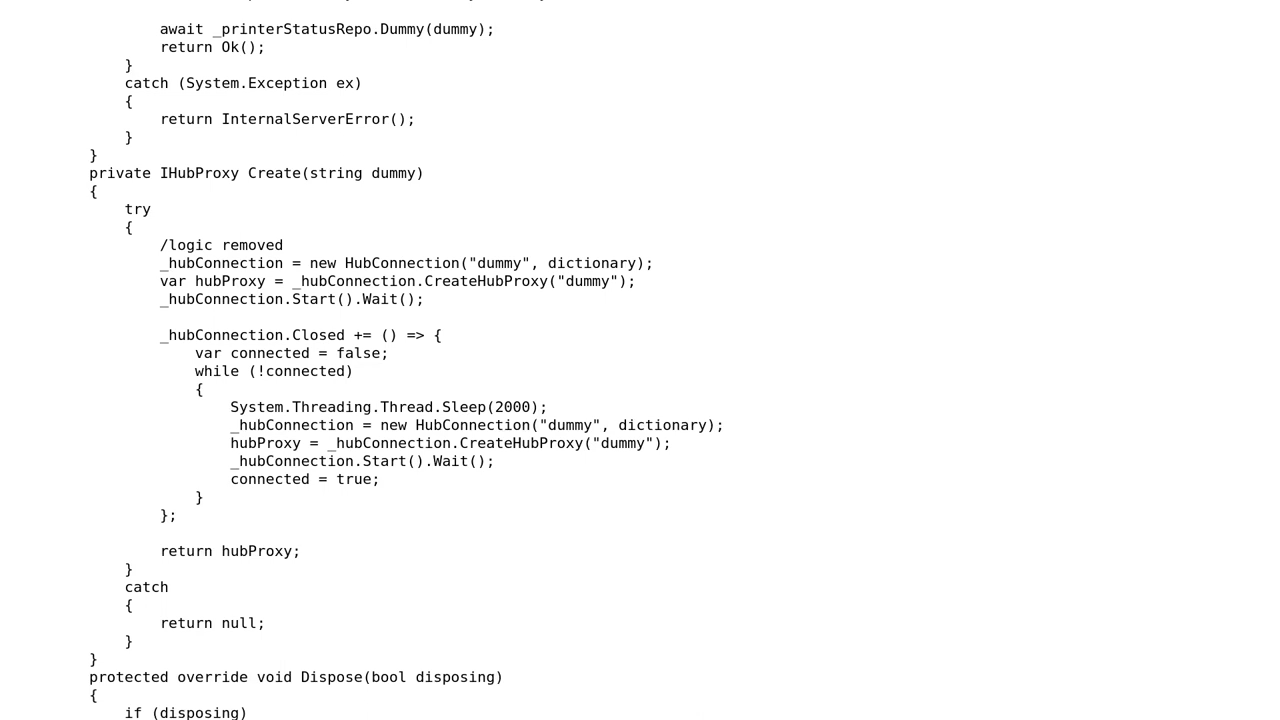 await _printerStatusRepo.Dummy(dummy);
return Ok();
}
catch (System.Exception ex)
{
return InternalServerError();
}
}
private IHubProxy Create(string dummy)
{
try
{
/logic removed
_hubConnection = new HubConnection("dummy", dictionary);
var hubProxy = _hubConnection.CreateHubProxy("dummy");
_hubConnection.Start().Wait();
_hubConnection.Closed += () => {
var connected = false;
while (!connected)
{
System.Threading.Thread.Sleep(2000);
_hubConnection = new HubConnection("dummy", dictionary);
hubProxy = _hubConnection.CreateHubProxy("dummy");
_hubConnection.Start().Wait();
connected = true;
}
};
return hubProxy;
}
catch
{
return null;
}
}
protected override void Dispose(bool disposing)
{
if (disposing)